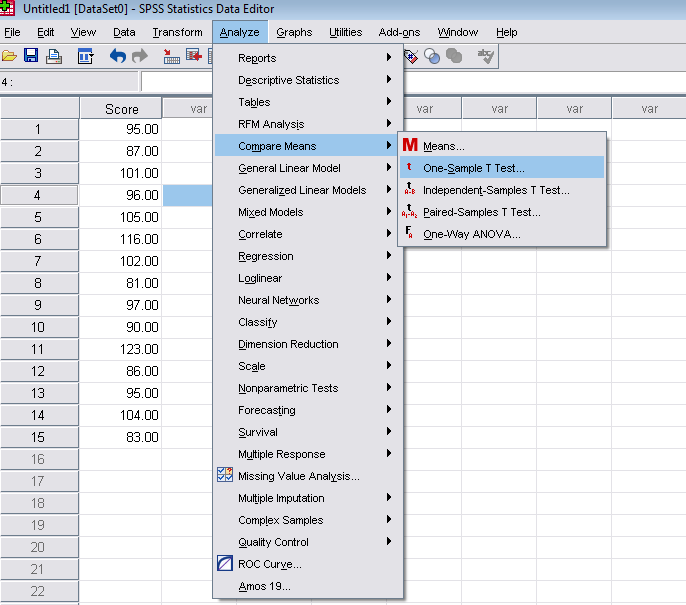 Untitled1 [DataSet0] - SPSS Statistics Data Editor
File Edit View Data Transform Analyze Graphs Utilities Add-ons Window Help
4 :
Score var var var var var
1 95.00
2 87.00
3 101.00
4 96.00
5 105.00
6 116.00
7 102.00
8 81.00
9 97.00
10 90.00
11 123.00
12 86.00
13 95.00
14 104.00
15 83.00
16
17
18
19
20
21
22
Reports
Descriptive Statistics
Tables
RFM Analysis
Compare Means
General Linear Model
Generalized Linear Models
Mixed Models
Correlate
Regression
Loglinear
Neural Networks
Classify
Dimension Reduction
Scale
Nonparametric Tests
Forecasting
Survival
Multiple Response
Missing Value Analysis...
Multiple Imputation
Complex Samples
Quality Control
ROC Curve...
Amos 19...
M Means...
t One-Sample T Test...
Independent-Samples T Test...
Paired-Samples T Test...
One-Way ANOVA...